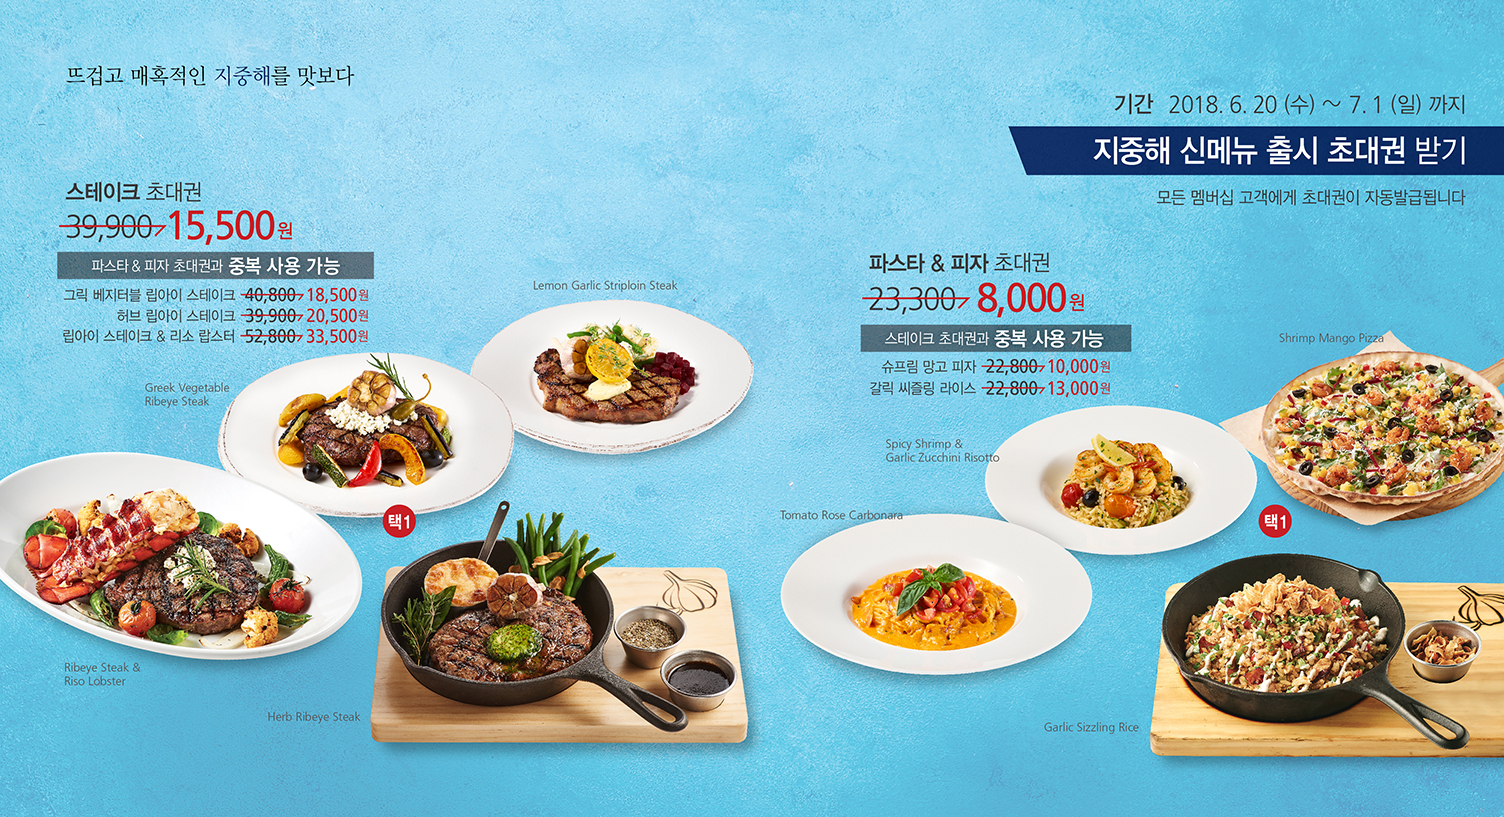 뜨겁고 매혹적인 지중해를 맛보다
기간 2018. 6. 20 (수) ~ 7. 1 (일) 까지
지중해 신메뉴 출시 초대권 받기
모든 멤버십 고객에게 초대권이 자동발급됩니다
스테이크 초대권
39,900 15,500원
파스타 & 피자 초대권과 중복 사용 가능
그릭 베지터블 립아이 스테이크 40,800 18,500원
허브 립아이 스테이크 39,900 20,500원
립아이 스테이크 & 리소 랍스터 52,800 33,500원
Lemon Garlic Striploin Steak
Greek Vegetable
Ribeye Steak
택1
Ribeye Steak &
Riso Lobster
Herb Ribeye Steak
파스타 & 피자 초대권
23,300 8,000원
스테이크 초대권과 중복 사용 가능
슈프림 망고 피자 22,800 10,000원
갈릭 씨즐링 라이스 22,800 13,000원
Shrimp Mango Pizza
Spicy Shrimp &
Garlic Zucchini Risotto
Tomato Rose Carbonara
택1
Garlic Sizzling Rice